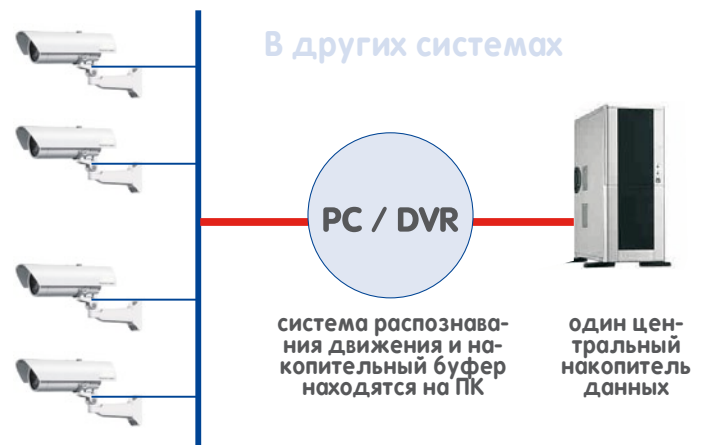 В других системах
PC / DVR
система распознава-
ния движения и на-
копительный буфер
находятся на ПК
один цен-
тральный
накопитель
данных